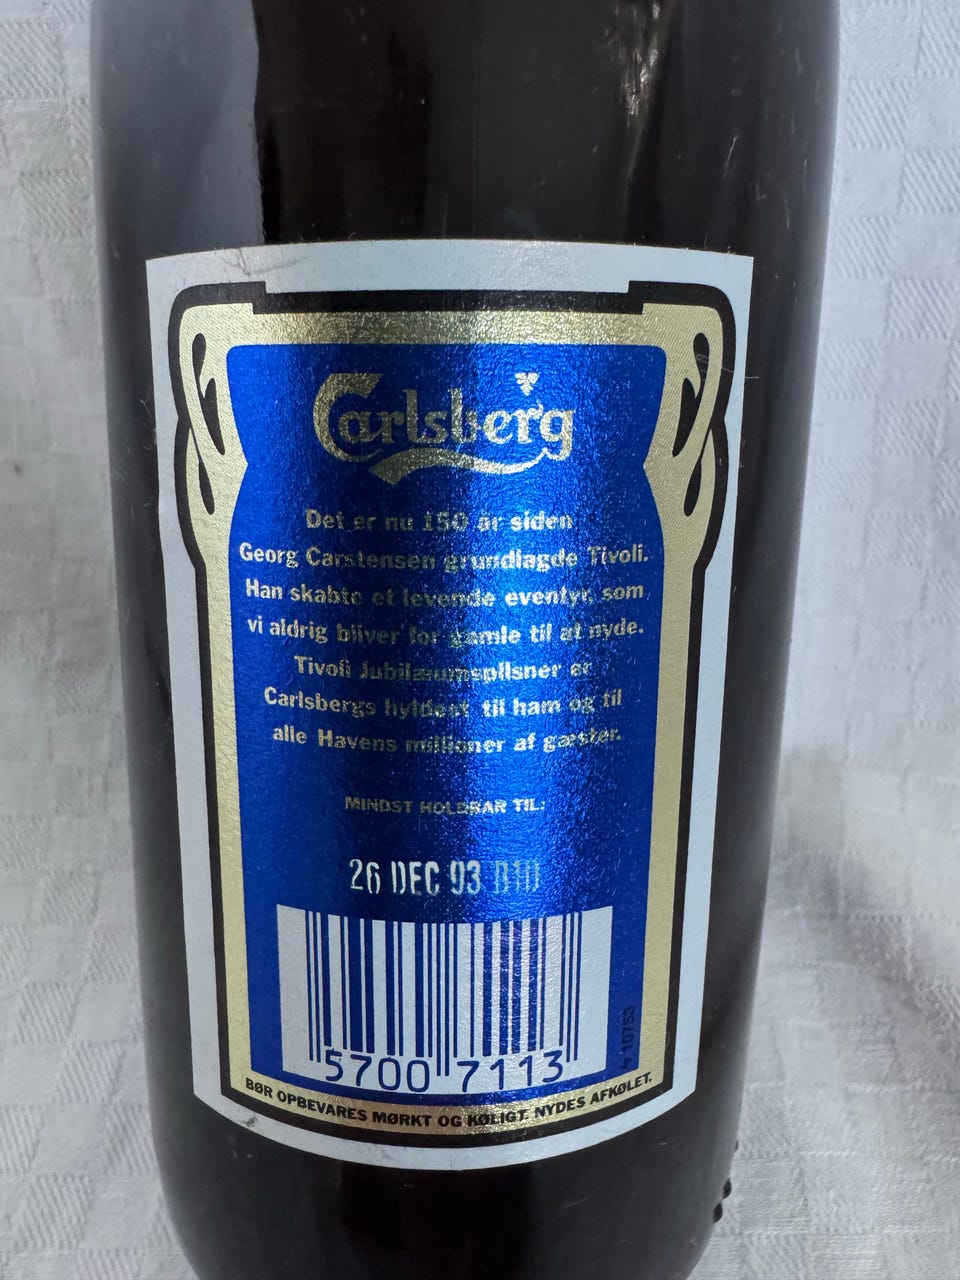 Carlsberg
Det er nu 150 år siden
Georg Carstensen grundlagde Tivoli.
Han skabte et levende eventyr, som
vi aldrig bliver for gamle til at nyde.
Tivoli Jubilæumspilsner er
Carlsbergs hyldest til ham og til
alle Havens millioner af gæster.
MINDST HOLDBAR TIL:
26 DEC 93 B10
5700 7113
10753
BØR OPBEVARES MØRKT OG KØLIGT. NYDES AFKØLET.